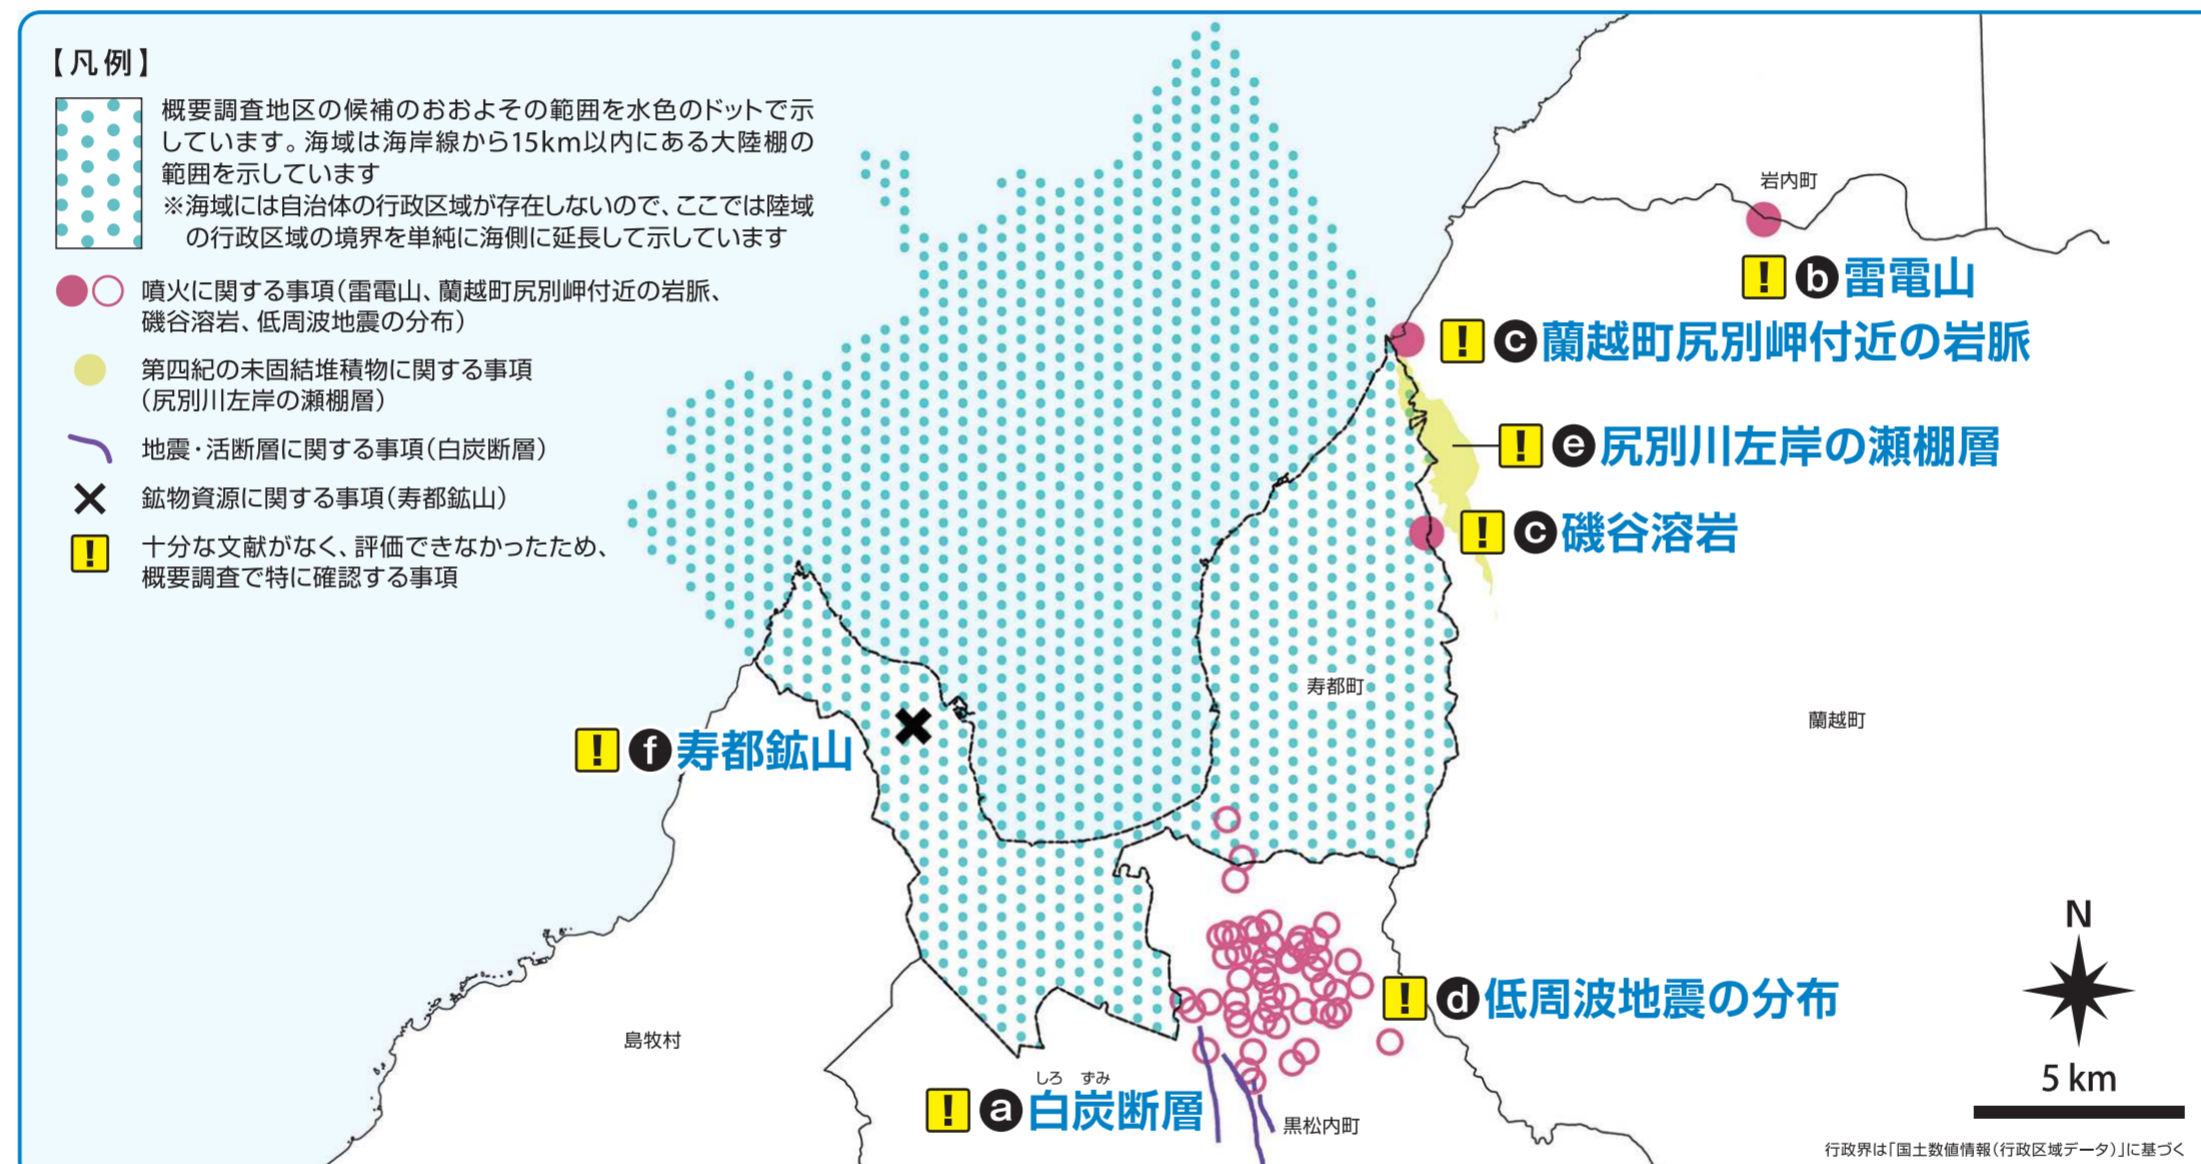 【凡例】
概要調査地区の候補のおおよその範囲を水色のドットで示
しています。海域は海岸線から15km以内にある大陸棚の
範囲を示しています
※海域には自治体の行政区域が存在しないので、ここでは陸域
の行政区域の境界を単純に海側に延長して示しています
噴火に関する事項(雷電山、蘭越町尻別岬付近の岩脈、
磯谷溶岩、低周波地震の分布)
第四紀の未固結堆積物に関する事項
(尻別川左岸の瀬棚層)
地震・活断層に関する事項(白炭断層)
鉱物資源に関する事項(寿都鉱山)
! 十分な文献がなく、評価できなかったため、
概要調査で特に確認する事項
岩内町
! b 雷電山
! c 蘭越町尻別岬付近の岩脈
! e 尻別川左岸の瀬棚層
! c 磯谷溶岩
寿都町
蘭越町
! f 寿都鉱山
N
! d 低周波地震の分布
島牧村
しろ ずみ
! a 白炭断層
黒松内町
5 km
行政界は「国土数値情報(行政区域データ)」に基づく